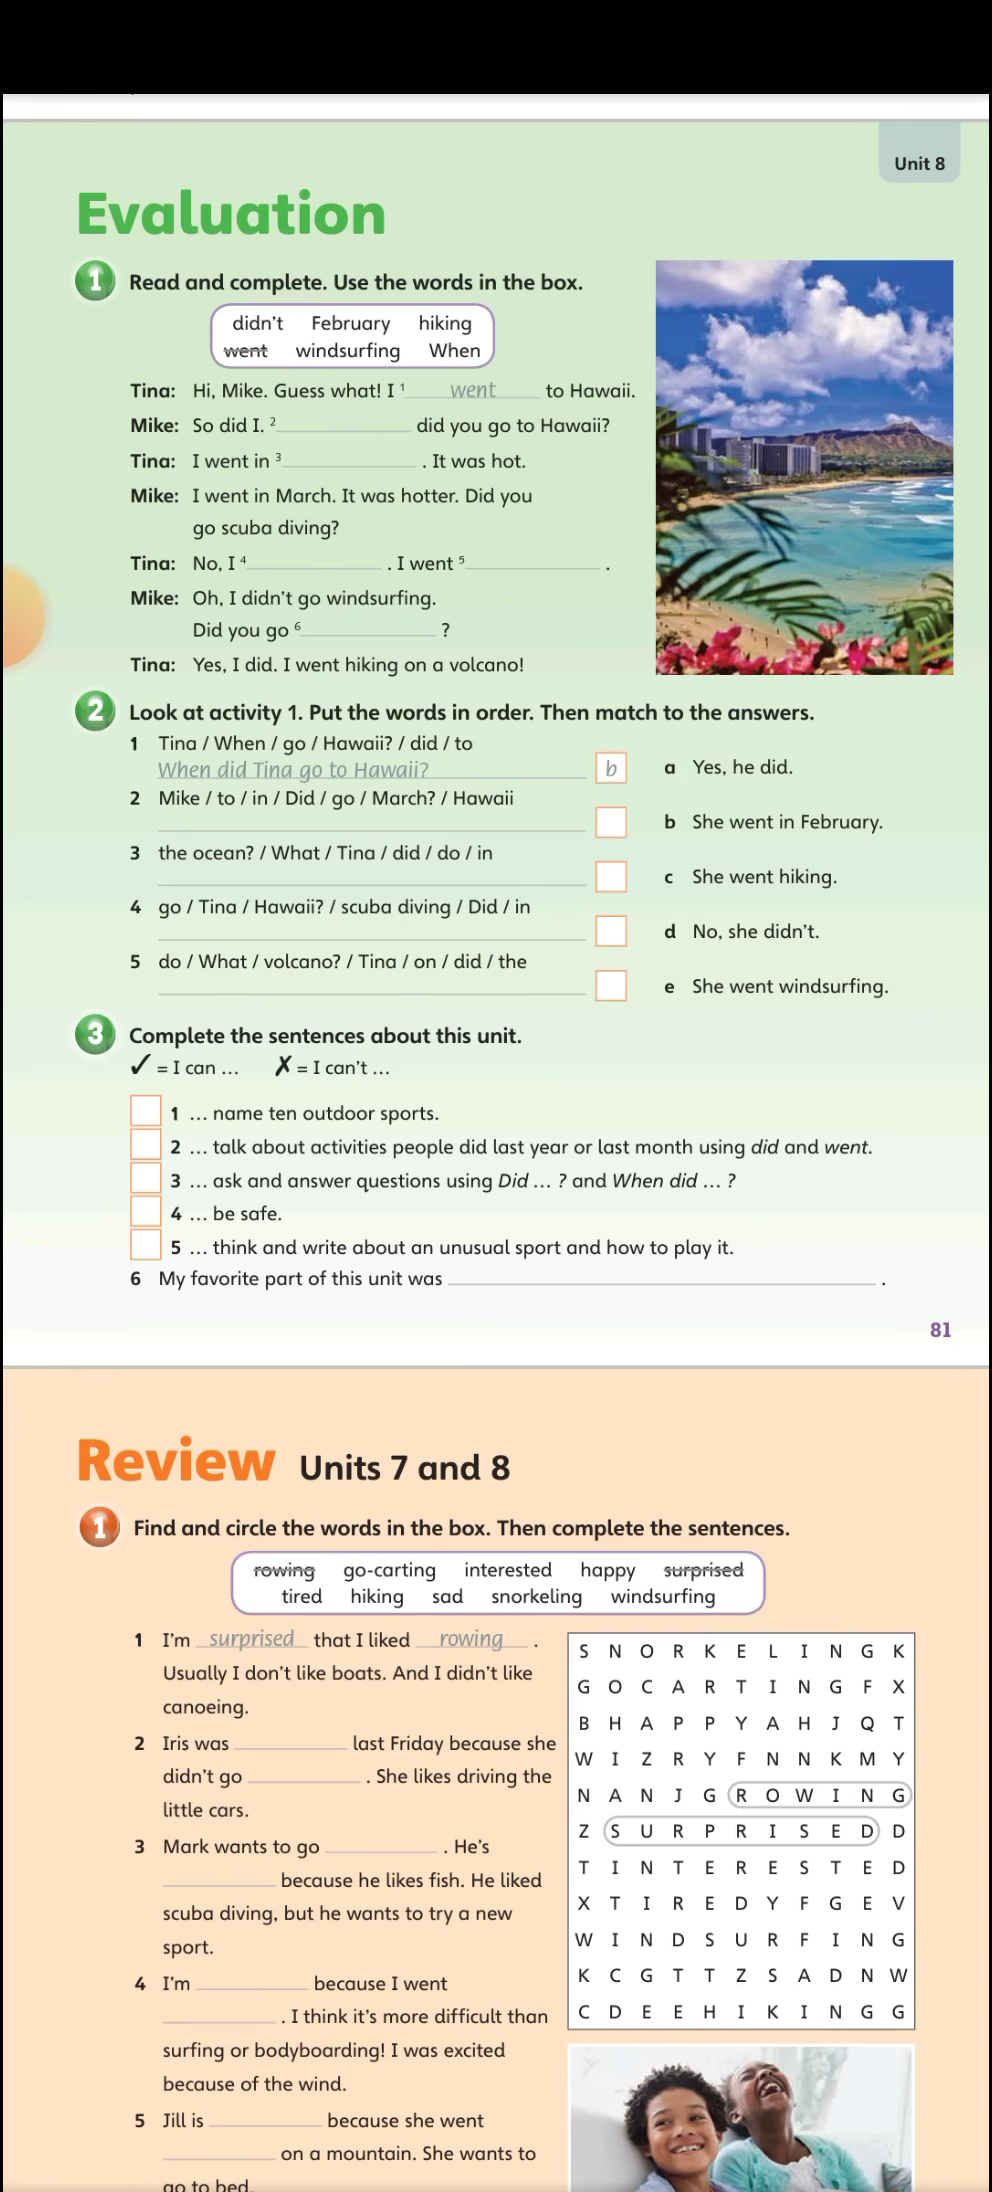 Unit 8
Evaluation
1 Read and complete. Use the words in the box.
didn't February hiking
went windsurfing When
Tina: Hi, Mike. Guess what! I 1 went to Hawaii.
Mike: So did I. 2 did you go to Hawaii?
Tina: I went in 3 . It was hot.
Mike: I went in March. It was hotter. Did you
go scuba diving?
Tina: No, I 4 . I went 5 .
Mike: Oh, I didn't go windsurfing.
Did you go 6 ?
Tina: Yes, I did. I went hiking on a volcano!
2 Look at activity 1. Put the words in order. Then match to the answers.
1 Tina / When / go / Hawaii? / did / to
When did Tina go to Hawaii? b a Yes, he did.
2 Mike / to / in / Did / go / March? / Hawaii
b She went in February.
3 the ocean? / What / Tina / did / do / in
c She went hiking.
4 go / Tina / Hawaii? / scuba diving / Did / in
d No, she didn't.
5 do / What / volcano? / Tina / on / did / the
e She went windsurfing.
3 Complete the sentences about this unit.
✓ = I can ... ✗ = I can't ...
1 ... name ten outdoor sports.
2 ... talk about activities people did last year or last month using did and went.
3 ... ask and answer questions using Did ... ? and When did ... ?
4 ... be safe.
5 ... think and write about an unusual sport and how to play it.
6 My favorite part of this unit was .
81
Review Units 7 and 8
1 Find and circle the words in the box. Then complete the sentences.
rowing go-carting interested happy surprised
tired hiking sad snorkeling windsurfing
1 I'm surprised that I liked rowing .
Usually I don't like boats. And I didn't like
canoeing.
2 Iris was last Friday because she
didn't go . She likes driving the
little cars.
3 Mark wants to go . He's
because he likes fish. He liked
scuba diving, but he wants to try a new
sport.
4 I'm because I went
. I think it's more difficult than
surfing or bodyboarding! I was excited
because of the wind.
5 Jill is because she went
on a mountain. She wants to
go to bed.
S N O R K E L I N G K
G O C A R T I N G F X
B H A P P Y A H J Q T
W I Z R Y F N N K M Y
N A N J G R O W I N G
Z S U R P R I S E D D
T I N T E R E S T E D
X T I R E D Y F G E V
W I N D S U R F I N G
K C G T T Z S A D N W
C D E E H I K I N G G